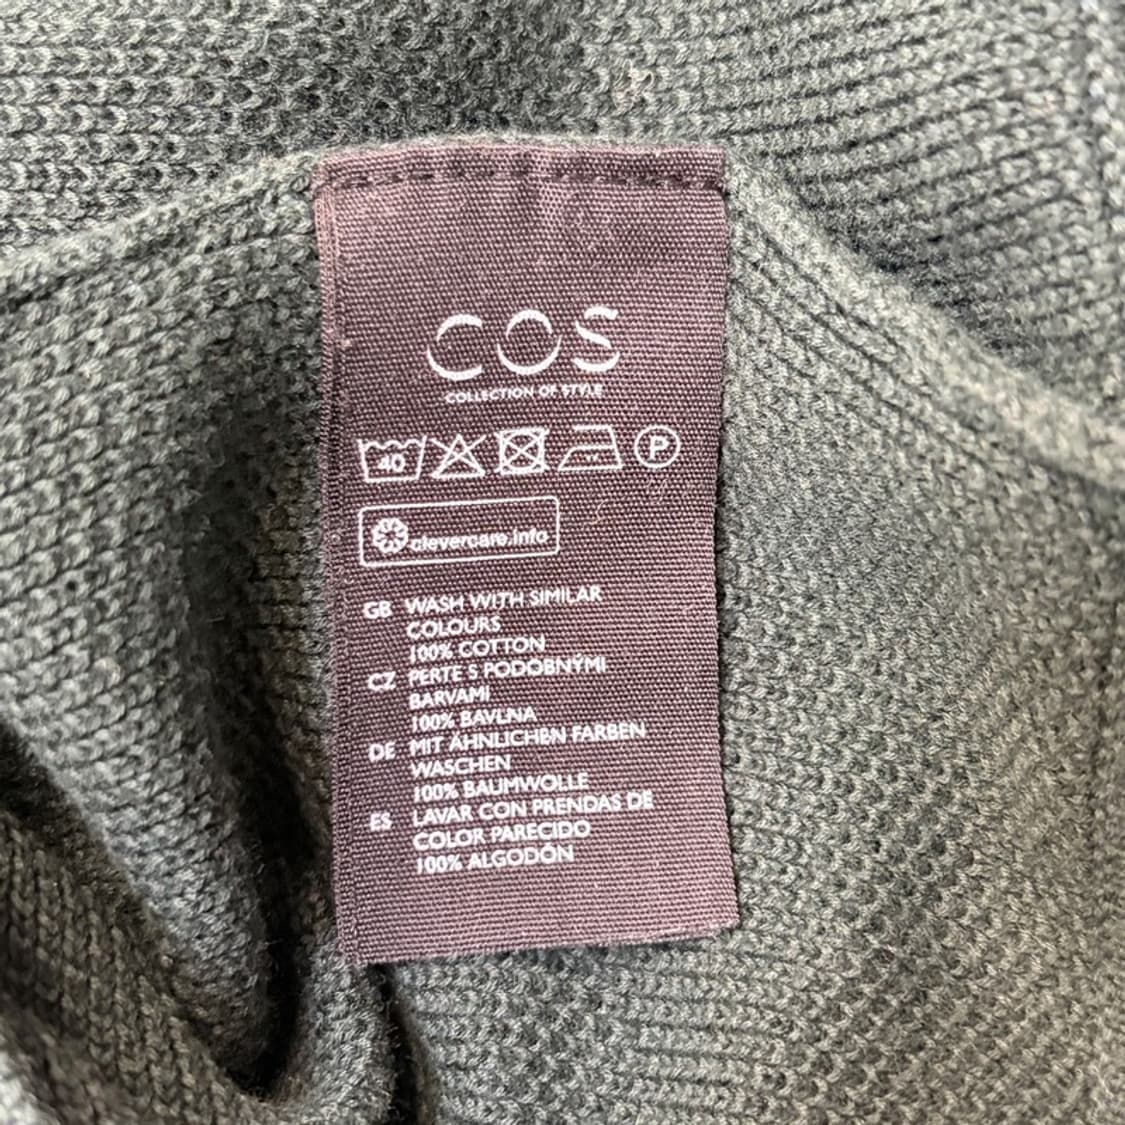 COS
COLLECTION OF STYLE
40 P
clevercare.info
GB WASH WITH SIMILAR
COLOURS
100% COTTON
CZ PERTE S PODOBNÝMI
BARVAMI
100% BAVLNA
DE MIT ÄHNLICHEN FARBEN
WASCHEN
100% BAUMWOLLE
ES LAVAR CON PRENDAS DE
COLOR PARECIDO
100% ALGODÓN